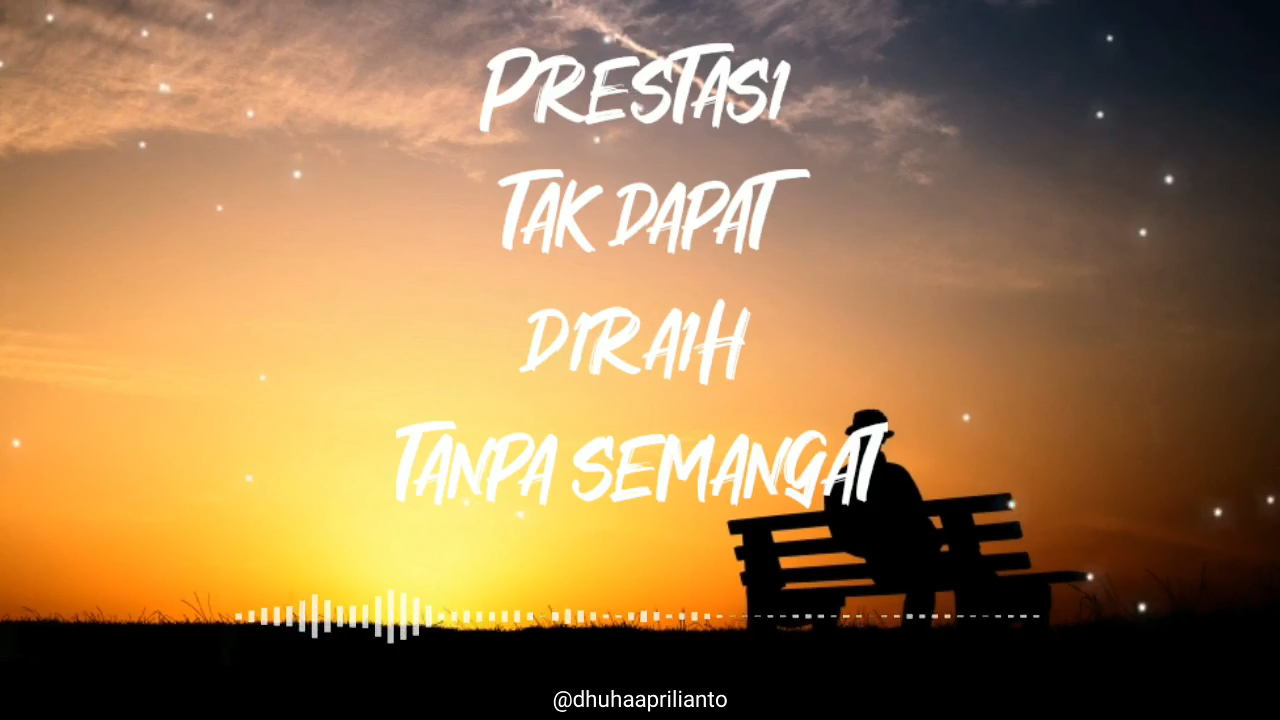 PRESTASI
TAK DAPAT
DIRAIH
TANPA SEMANGAT
@dhuhaaprilianto